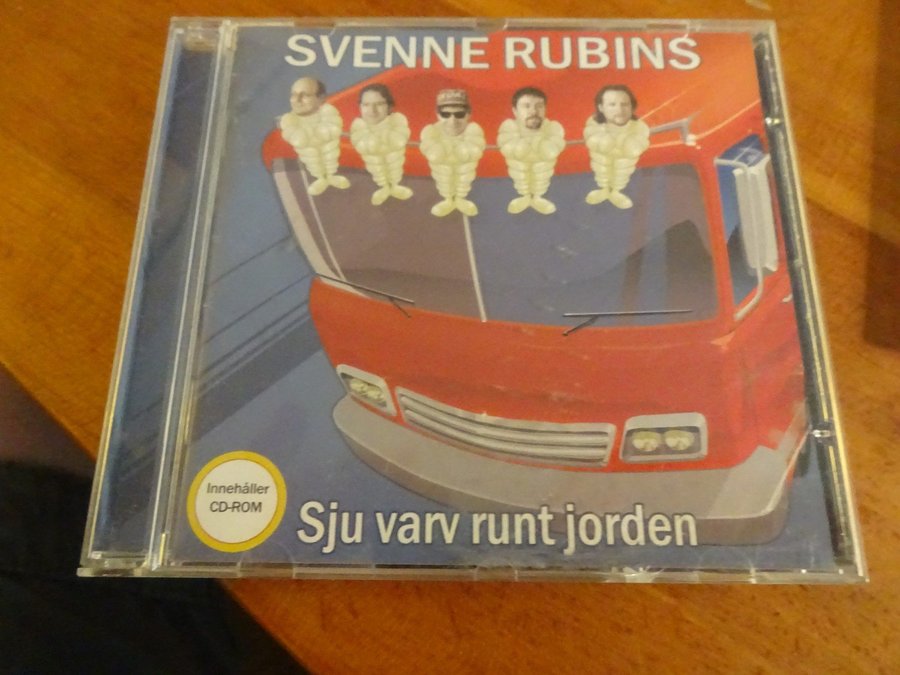 SVENNE RUBINS
Innehåller
CD-ROM
Sju varv runt jorden